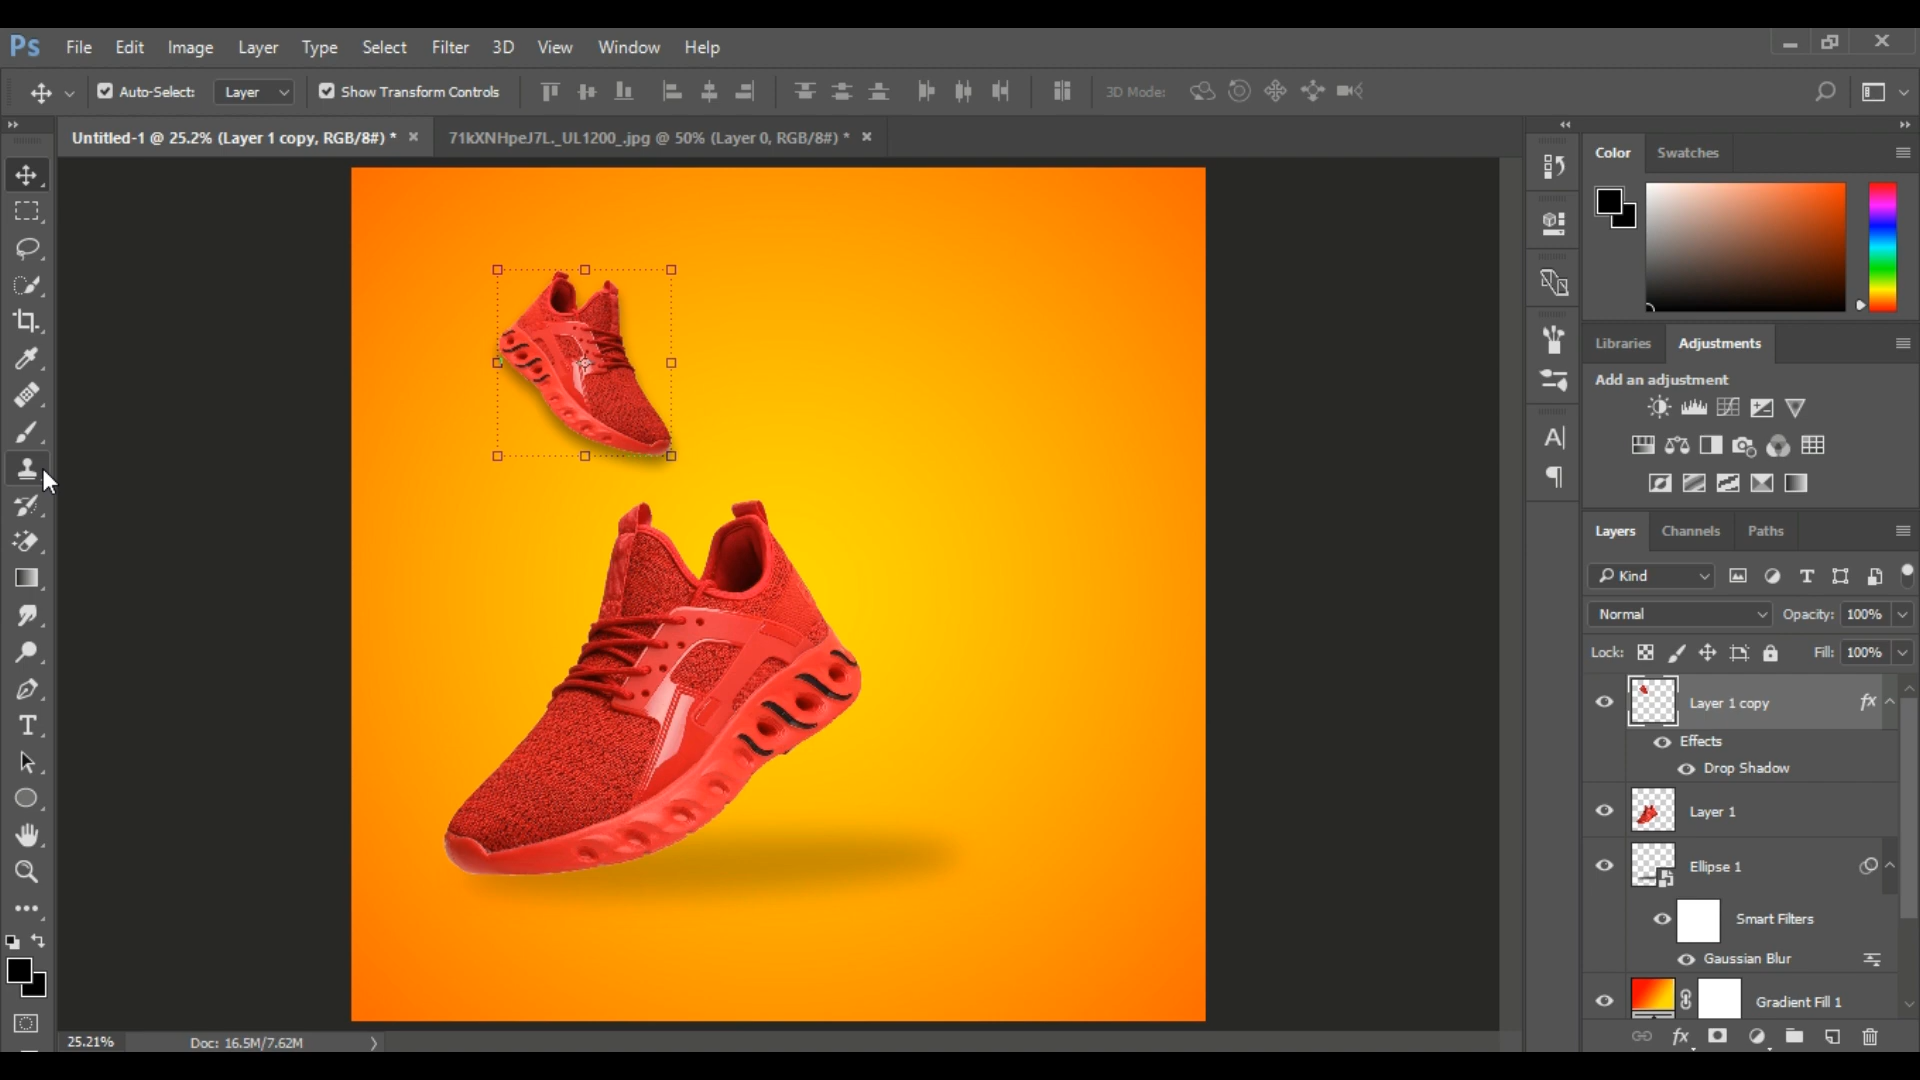 Ps File Edit Image Layer Type Select Filter 3D View Window Help
Auto-Select: Layer Show Transform Controls 3D Mode:
Untitled-1 @ 25.2% (Layer 1 copy, RGB/8#) * × 71kXNHpeJ7L._UL1200_.jpg @ 50% (Layer 0, RGB/8#) * ×
Color Swatches
Libraries Adjustments
Add an adjustment
Layers Channels Paths
Kind
Normal Opacity: 100%
Lock: Fill: 100%
Layer 1 copy fx
Effects
Drop Shadow
Layer 1
Ellipse 1
Smart Filters
Gaussian Blur
Gradient Fill 1
25.21% Doc: 16.5M/7.62M